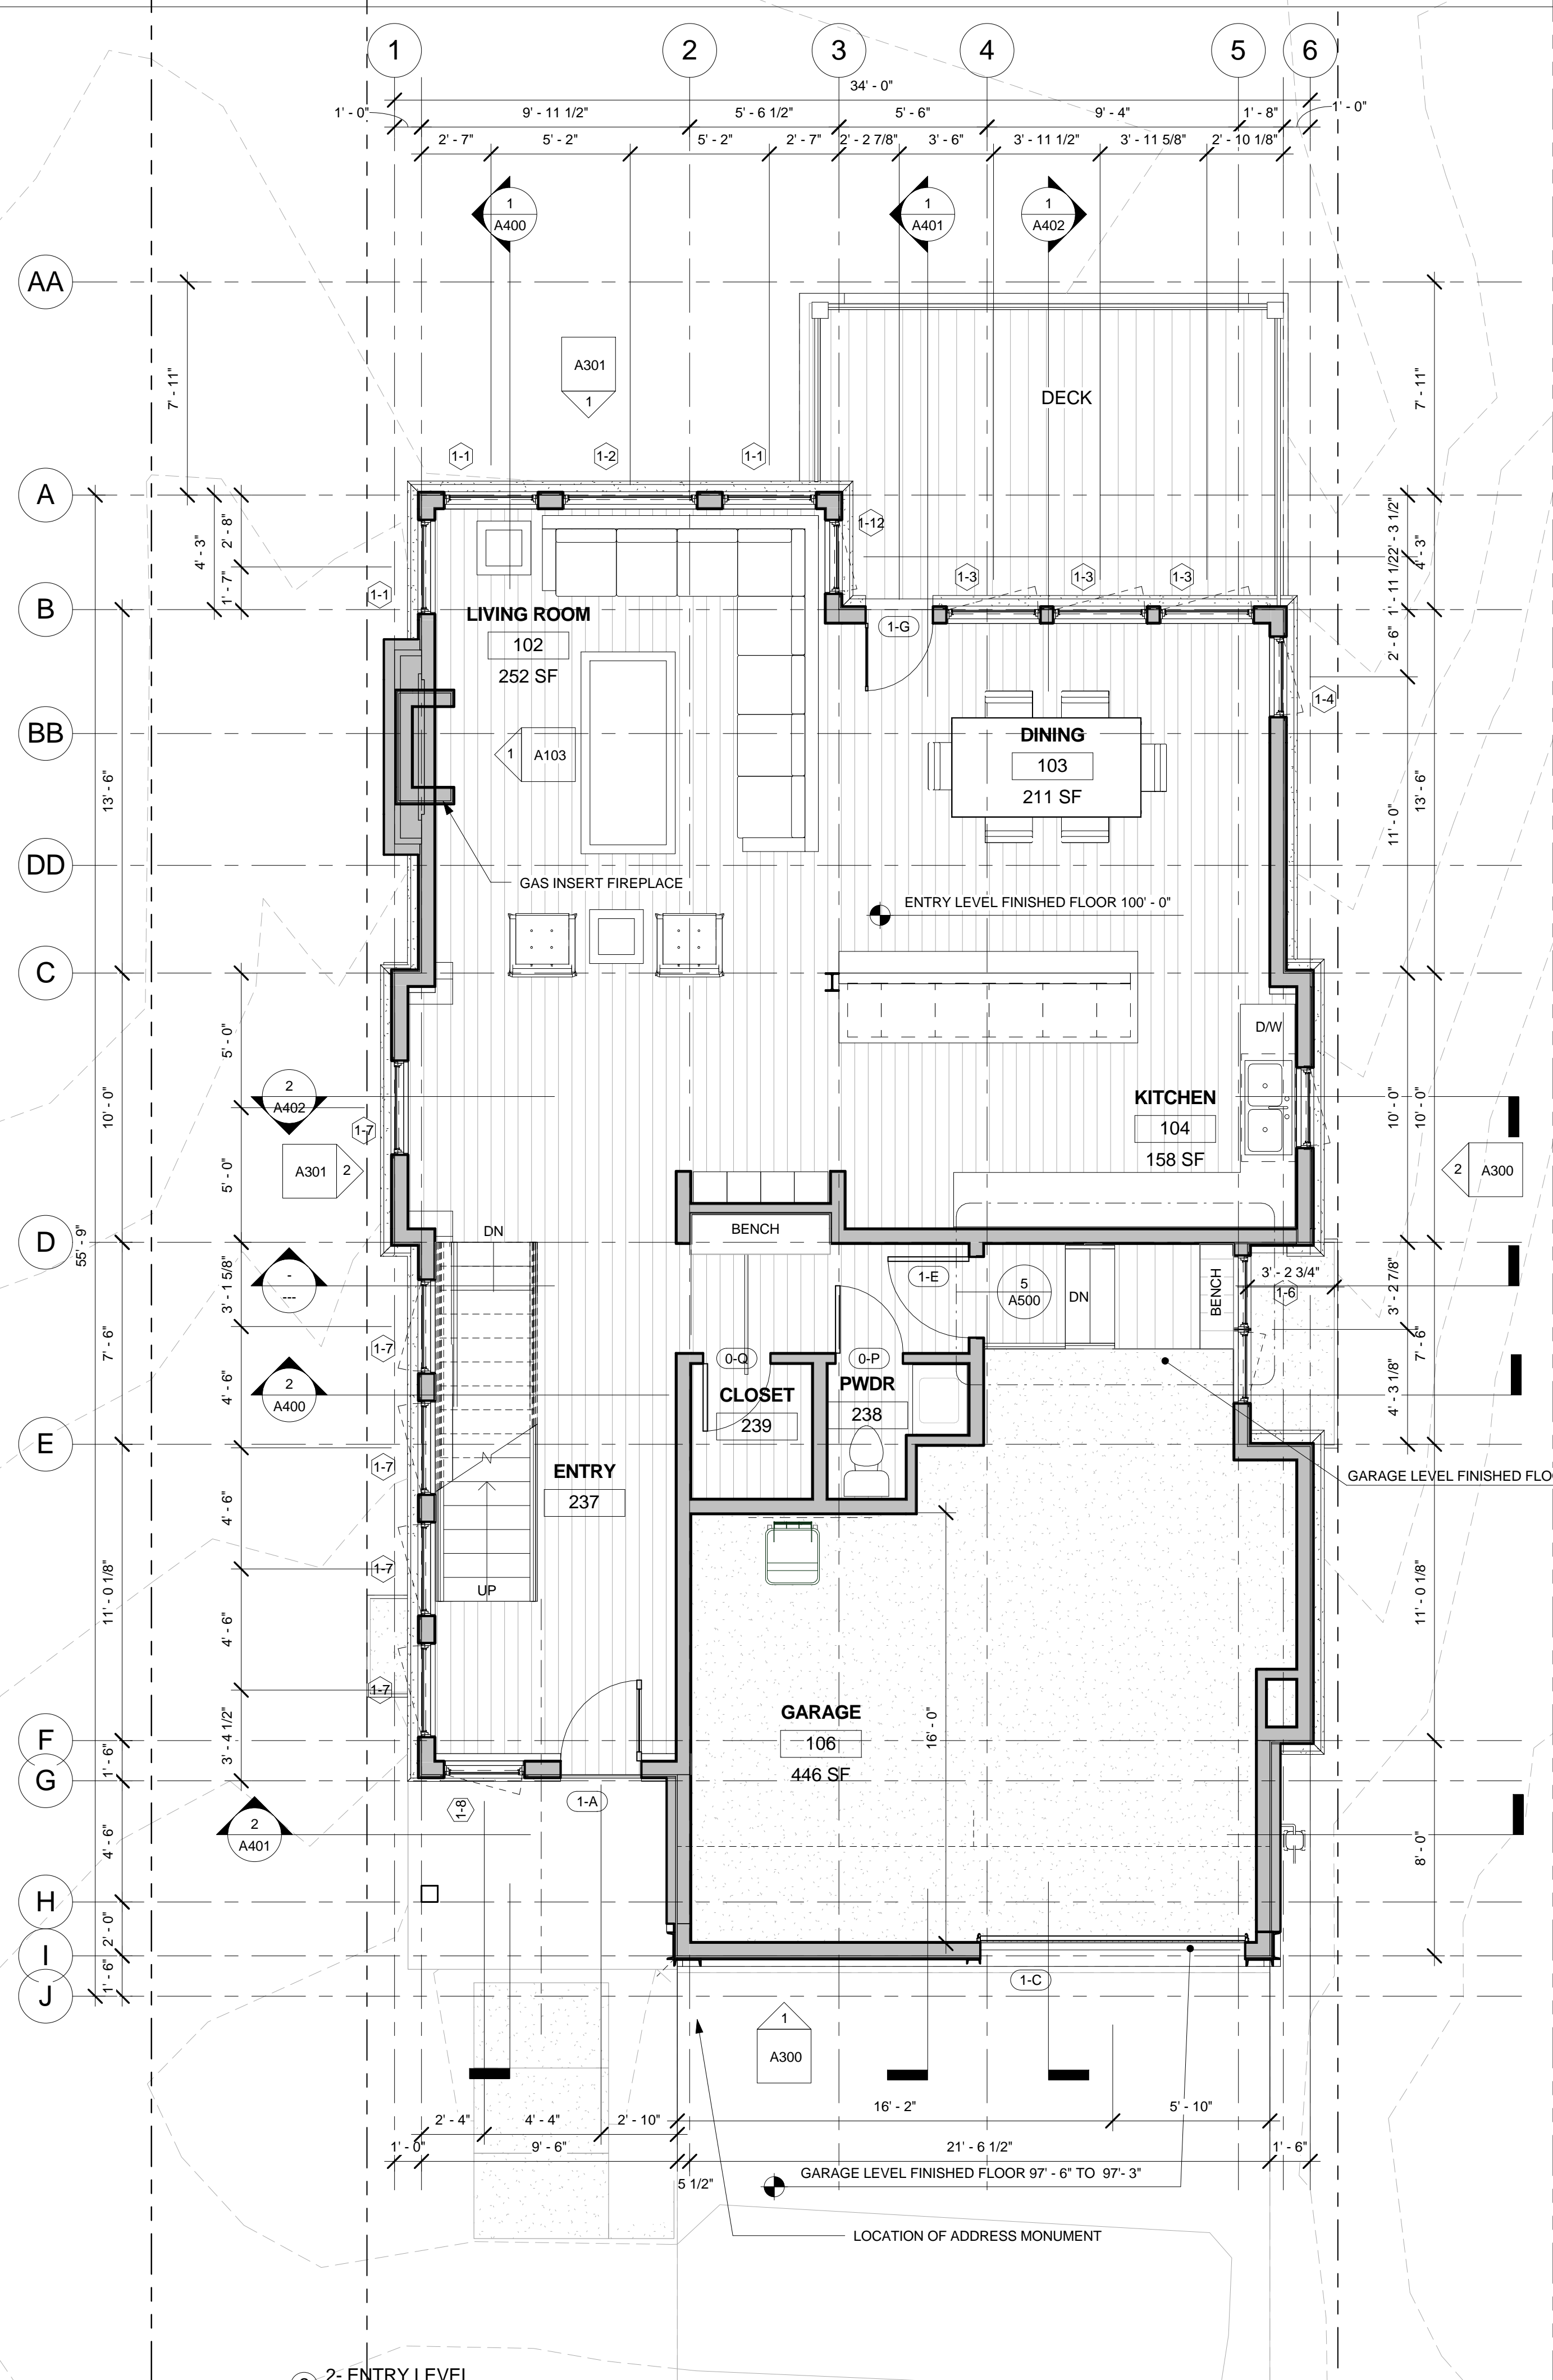 1
2
3
4
5
6
34' - 0"
1' - 0"
9' - 11 1/2"
5' - 6 1/2"
5' - 6"
9' - 4"
1' - 8"
1' - 0"
2' - 7"
5' - 2"
5' - 2"
2' - 7"
2' - 2 7/8"
3' - 6"
3' - 11 1/2"
3' - 11 5/8"
2' - 10 1/8"
1
A400
1
A401
1
A402
AA
7' - 11"
7' - 11"
A301
1
DECK
1-1
1-2
1-1
A
1-12
2' - 8"
4' - 3"
1' - 7"
2' - 3 1/2"
4' - 3"
1' - 11 1/2"
1-3
1-3
1-3
1-1
B
LIVING ROOM
102
252 SF
1-G
2' - 6"
1-4
BB
1
A103
DINING
103
211 SF
13' - 6"
11' - 0"
13' - 6"
DD
GAS INSERT FIREPLACE
ENTRY LEVEL FINISHED FLOOR 100' - 0"
C
D/W
5' - 0"
2
A402
10' - 0"
1-7
KITCHEN
104
158 SF
10' - 0"
10' - 0"
A301
2
5' - 0"
2
A300
D
55' - 9"
DN
BENCH
-
---
3' - 1 5/8"
1-E
5
A500
DN
BENCH
3' - 2 3/4"
1-6
3' - 2 7/8"
7' - 6"
1-7
0-Q
0-P
7' - 6"
2
A400
4' - 6"
CLOSET
239
PWDR
238
4' - 3 1/8"
E
1-7
ENTRY
237
GARAGE LEVEL FINISHED FLO
4' - 6"
1-7
UP
11' - 0 1/8"
11' - 0 1/8"
4' - 6"
1-7
GARAGE
106
446 SF
16' - 0"
F
3' - 4 1/2"
1' - 6"
G
1-8
1-A
2
A401
4' - 6"
8' - 0"
H
2' - 0"
I
1' - 6"
J
1-C
1
A300
2' - 4"
4' - 4"
2' - 10"
16' - 2"
5' - 10"
1' - 0"
9' - 6"
21' - 6 1/2"
1' - 6"
5 1/2"
GARAGE LEVEL FINISHED FLOOR 97' - 6" TO 97'- 3"
LOCATION OF ADDRESS MONUMENT
2- ENTRY LEVEL